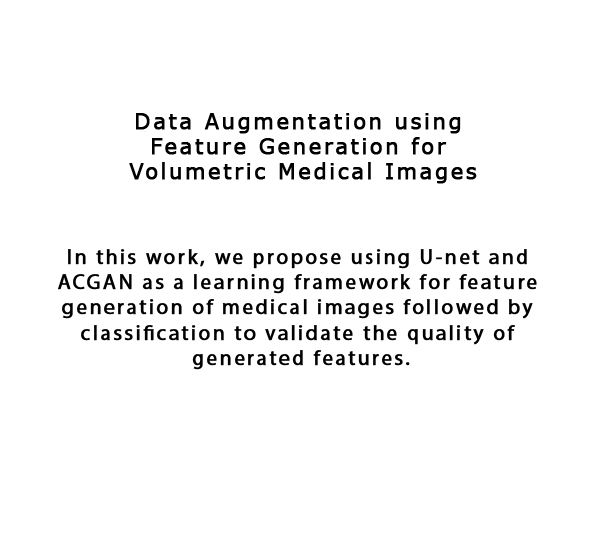 Data Augmentation using
Feature Generation for
Volumetric Medical Images
In this work, we propose using U-net and
ACGAN as a learning framework for feature
generation of medical images followed by
classification to validate the quality of
generated features.